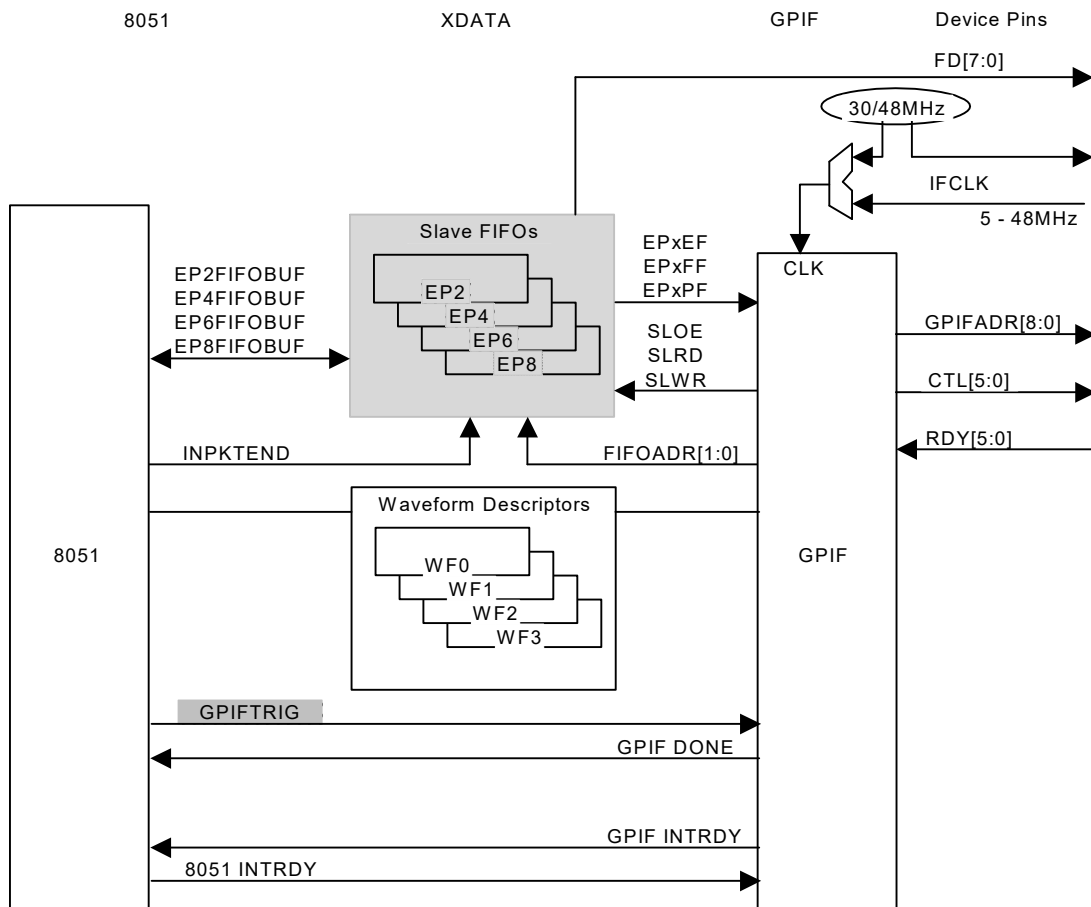 8051
XDATA
GPIF
Device Pins
FD[7:0]
30/48MHz
IFCLK
5 - 48MHz
Slave FIFOs
EP2
EP4
EP6
EP8
EP2FIFOBUF
EP4FIFOBUF
EP6FIFOBUF
EP8FIFOBUF
EPxEF
EPxFF
EPxPF
SLOE
SLRD
SLWR
CLK
GPIFADR[8:0]
CTL[5:0]
RDY[5:0]
INPKTEND
FIFOADR[1:0]
Waveform Descriptors
WF0
WF1
WF2
WF3
8051
GPIF
GPIFTRIG
GPIF DONE
GPIF INTRDY
8051 INTRDY